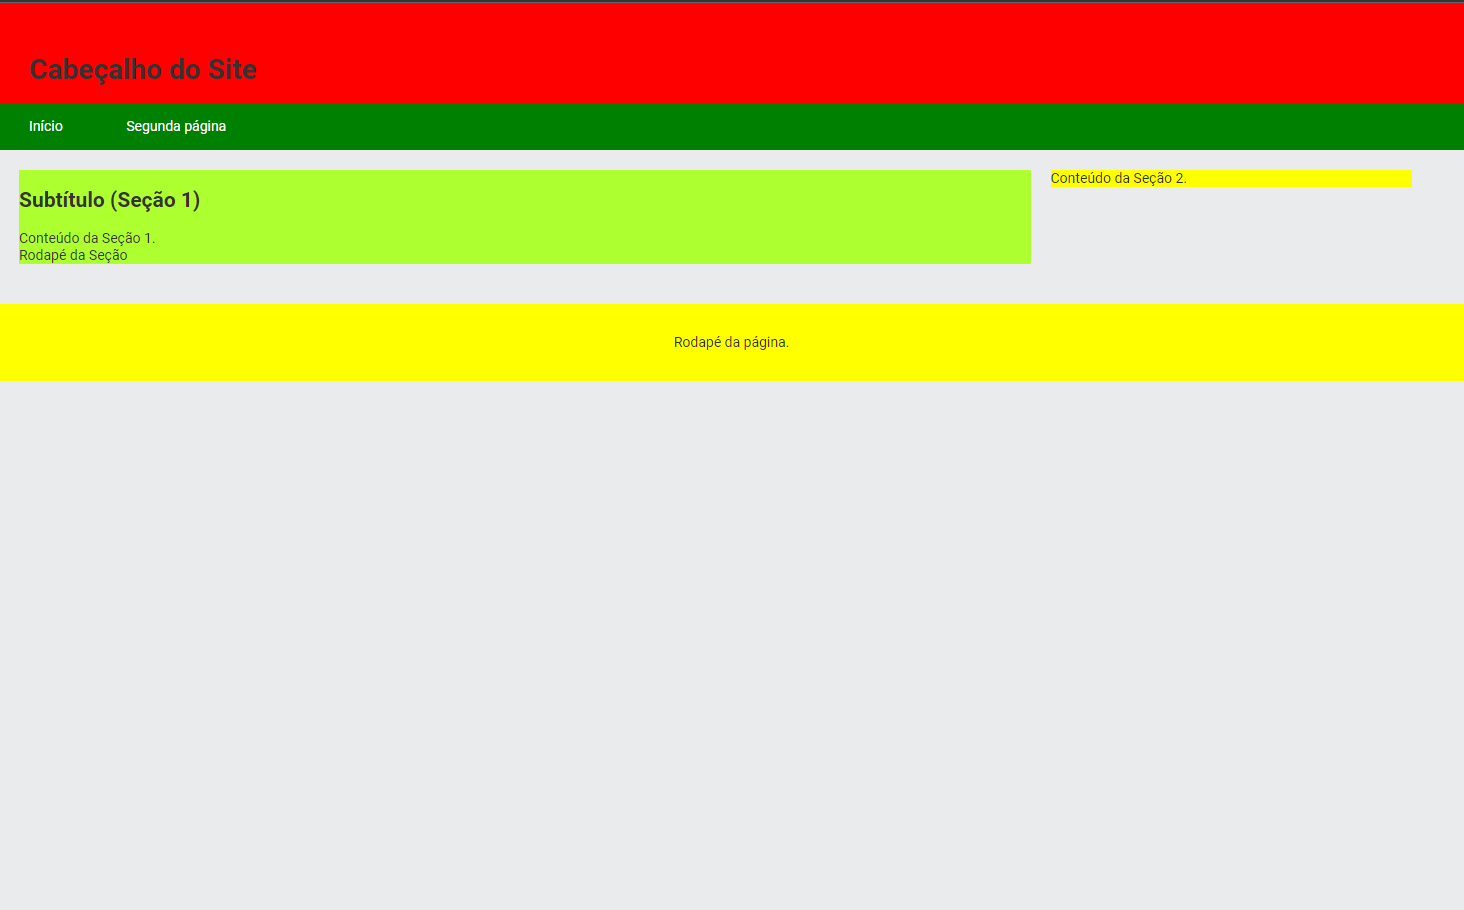 Cabeçalho do Site
Início Segunda página
Subtítulo (Seção 1)
Conteúdo da Seção 1.
Rodapé da Seção
Conteúdo da Seção 2.
Rodapé da página.